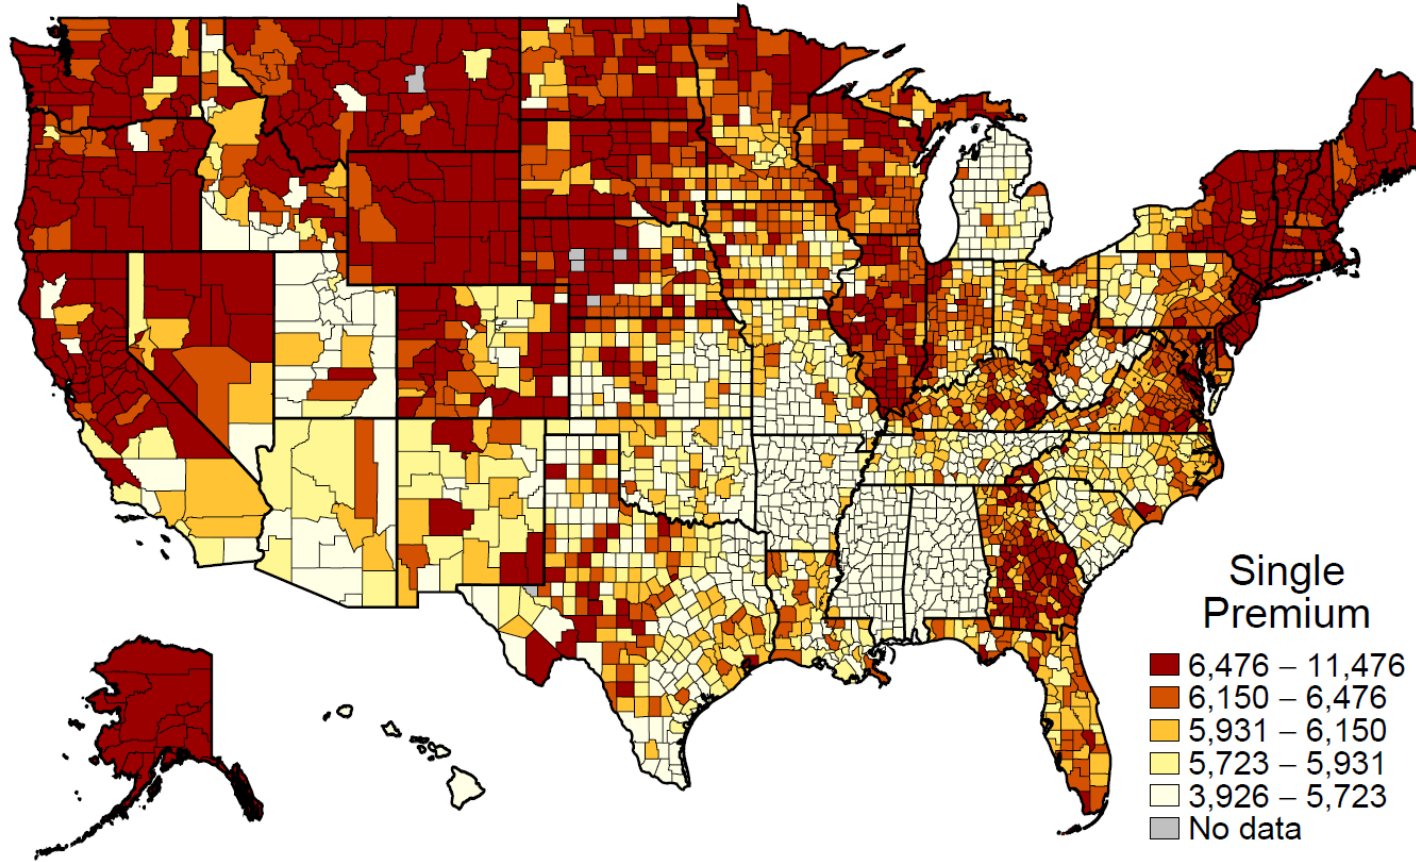 Single
Premium
6,476 – 11,476
6,150 – 6,476
5,931 – 6,150
5,723 – 5,931
3,926 – 5,723
No data